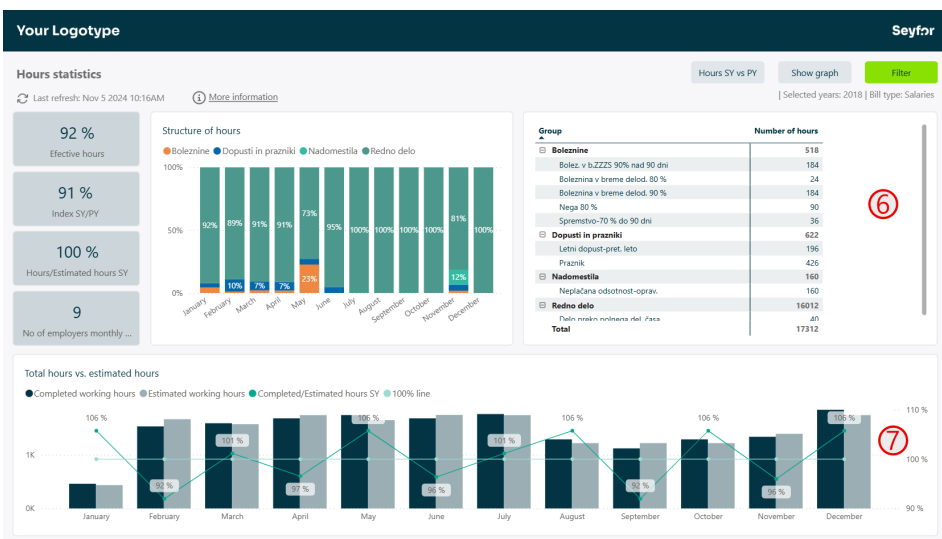 Your Logotype
Seyfor
Hours statistics
Hours SY vs PY
Show graph
Filter
Last refresh: Nov 5 2024 10:16AM
More information
| Selected years: 2018 | Bill type: Salaries
92 %
Efective hours
91 %
Index SY/PY
100 %
Hours/Estimated hours SY
9
No of employers monthly ...
Structure of hours
Boleznine Dopusti in prazniki Nadomestila Redno delo
100%
50%
0%
92% 89% 91% 91% 73% 95% 100% 100% 100% 100% 81% 100%
10% 7% 7% 23% 12%
January February March April May June July August September October November December
Group Number of hours
Boleznine 518
Bolez. v b.ZZZS 90% nad 90 dni 184
Boleznina v breme delod. 80 % 24
Boleznina v breme delod. 90 % 184
Nega 80 % 90
Spremstvo-70 % do 90 dni 36
Dopusti in prazniki 622
Letni dopust-pret. leto 196
Praznik 426
Nadomestila 160
Neplačana odsotnost-oprav. 160
Redno delo 16012
Delo preko polnega del. časa 40
Total 17312
6
Total hours vs. estimated hours
Completed working hours Estimated working hours Completed/Estimated hours SY 100% line
106 % 92 % 101 % 97 % 106 % 96 % 101 % 106 % 92 % 106 % 96 % 106 %
1K
0K
110 %
100 %
90 %
7
January February March April May June July August September October November December